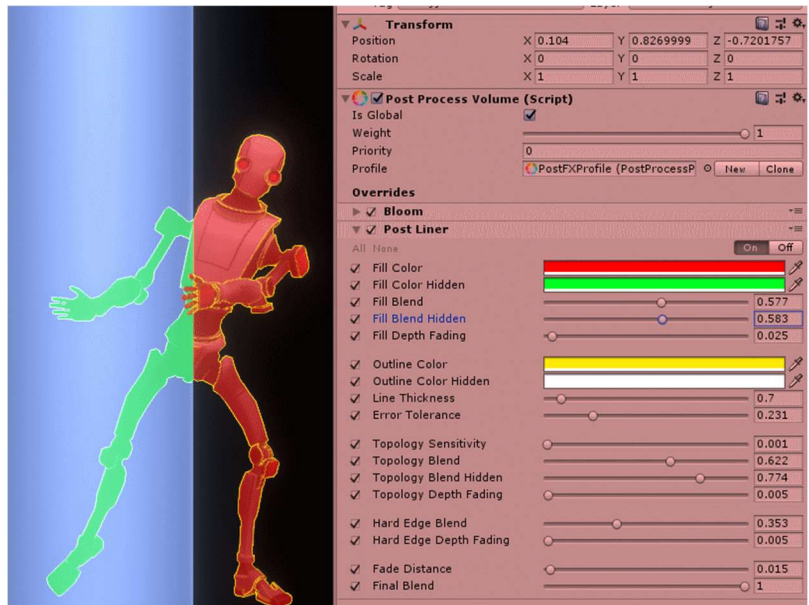 Transform
Position X 0.104 Y 0.8269999 Z -0.7201757
Rotation X 0 Y 0 Z 0
Scale X 1 Y 1 Z 1
Post Process Volume (Script)
Is Global
Weight 1
Priority 0
Profile PostFXProfile (PostProcessP New Clone
Overrides
Bloom
Post Liner
All None On Off
Fill Color
Fill Color Hidden
Fill Blend 0.577
Fill Blend Hidden 0.583
Fill Depth Fading 0.025
Outline Color
Outline Color Hidden
Line Thickness 0.7
Error Tolerance 0.231
Topology Sensitivity 0.001
Topology Blend 0.622
Topology Blend Hidden 0.774
Topology Depth Fading 0.005
Hard Edge Blend 0.353
Hard Edge Depth Fading 0.005
Fade Distance 0.015
Final Blend 1